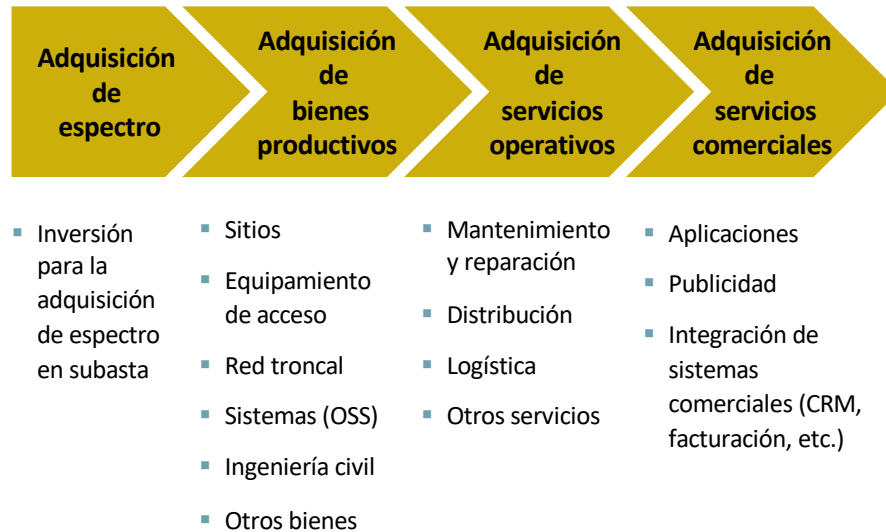 Adquisición
de
espectro
Adquisición
de
bienes
productivos
Adquisición
de
servicios
operativos
Adquisición
de
servicios
comerciales
▪ Inversión
para la
adquisición
de espectro
en subasta
▪ Sitios
▪ Equipamiento
de acceso
▪ Red troncal
▪ Sistemas (OSS)
▪ Ingeniería civil
▪ Otros bienes
▪ Mantenimiento
y reparación
▪ Distribución
▪ Logística
▪ Otros servicios
▪ Aplicaciones
▪ Publicidad
▪ Integración de
sistemas
comerciales (CRM,
facturación, etc.)